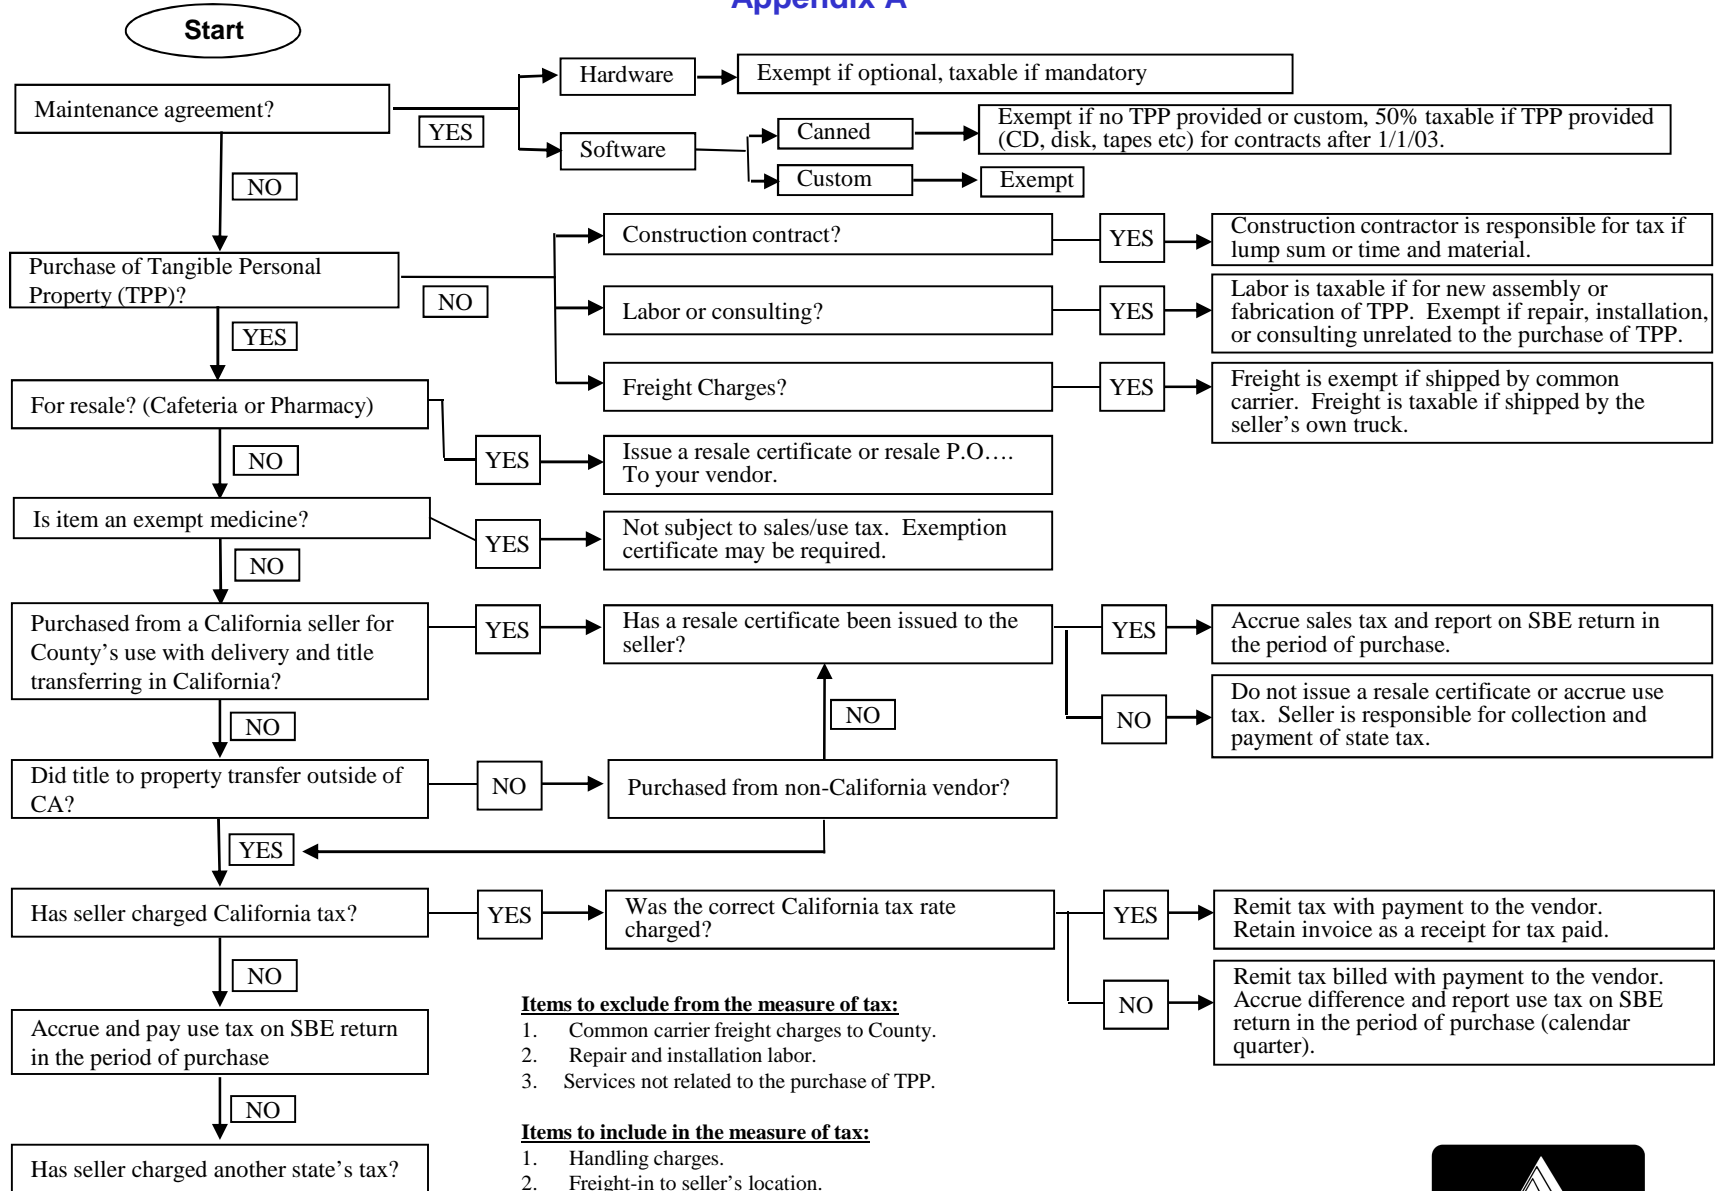 Appendix A
Start
Maintenance agreement?
YES
Hardware
Exempt if optional, taxable if mandatory
Software
Canned
Exempt if no TPP provided or custom, 50% taxable if TPP provided
(CD, disk, tapes etc) for contracts after 1/1/03.
Custom
Exempt
NO
Purchase of Tangible Personal
Property (TPP)?
NO
Construction contract?
YES
Construction contractor is responsible for tax if
lump sum or time and material.
Labor or consulting?
YES
Labor is taxable if for new assembly or
fabrication of TPP. Exempt if repair, installation,
or consulting unrelated to the purchase of TPP.
Freight Charges?
YES
Freight is exempt if shipped by common
carrier. Freight is taxable if shipped by the
seller's own truck.
YES
For resale? (Cafeteria or Pharmacy)
YES
Issue a resale certificate or resale P.O….
To your vendor.
NO
Is item an exempt medicine?
YES
Not subject to sales/use tax. Exemption
certificate may be required.
NO
Purchased from a California seller for
County's use with delivery and title
transferring in California?
YES
Has a resale certificate been issued to the
seller?
YES
Accrue sales tax and report on SBE return in
the period of purchase.
NO
Do not issue a resale certificate or accrue use
tax. Seller is responsible for collection and
payment of state tax.
NO
NO
Did title to property transfer outside of
CA?
NO
Purchased from non-California vendor?
YES
Has seller charged California tax?
YES
Was the correct California tax rate
charged?
YES
Remit tax with payment to the vendor.
Retain invoice as a receipt for tax paid.
NO
Remit tax billed with payment to the vendor.
Accrue difference and report use tax on SBE
return in the period of purchase (calendar
quarter).
NO
Accrue and pay use tax on SBE return
in the period of purchase
NO
Has seller charged another state's tax?
Items to exclude from the measure of tax:
1. Common carrier freight charges to County.
2. Repair and installation labor.
3. Services not related to the purchase of TPP.
Items to include in the measure of tax:
1. Handling charges.
2. Freight-in to seller's location.